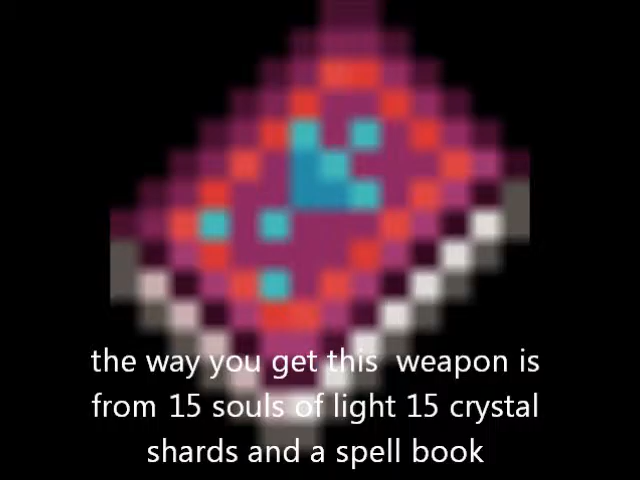 the way you get this  weapon is
from 15 souls of light 15 crystal
shards and a spell book